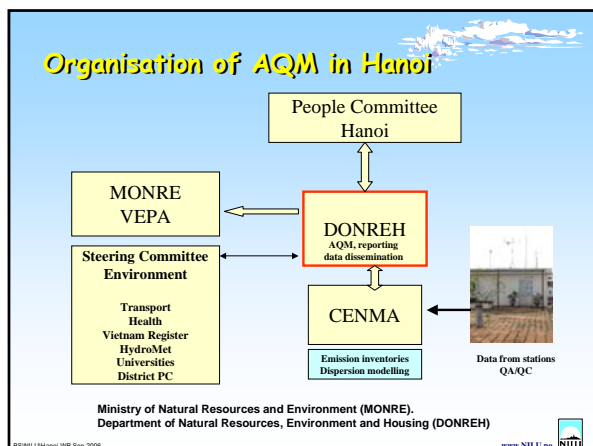 Organisation of AQM in Hanoi
People Committee
Hanoi
MONRE
VEPA
DONREH
AQM, reporting
data dissemination
Steering Committee
Environment
Transport
Health
Vietnam Register
HydroMet
Universities
District PC
CENMA
Emission inventories
Dispersion modelling
Data from stations
QA/QC
Ministry of Natural Resources and Environment (MONRE).
Department of Natural Resources, Environment and Housing (DONREH)
www.NILU.no
NILU